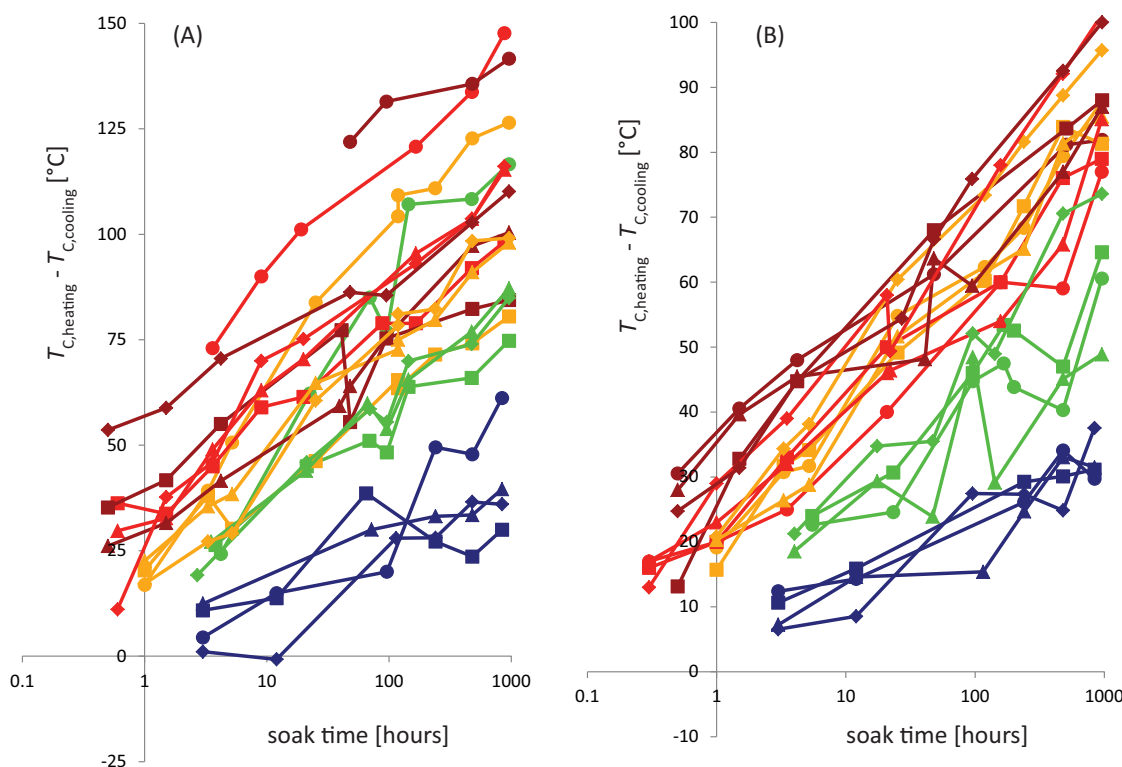 (A)
T_C,heating - T_C,cooling [°C]
150
125
100
75
50
25
0
-25
0.1 1 10 100 1000
soak time [hours]
(B)
T_C,heating - T_C,cooling [°C]
100
90
80
70
60
50
40
30
20
10
0
-10
0.1 1 10 100 1000
soak time [hours]